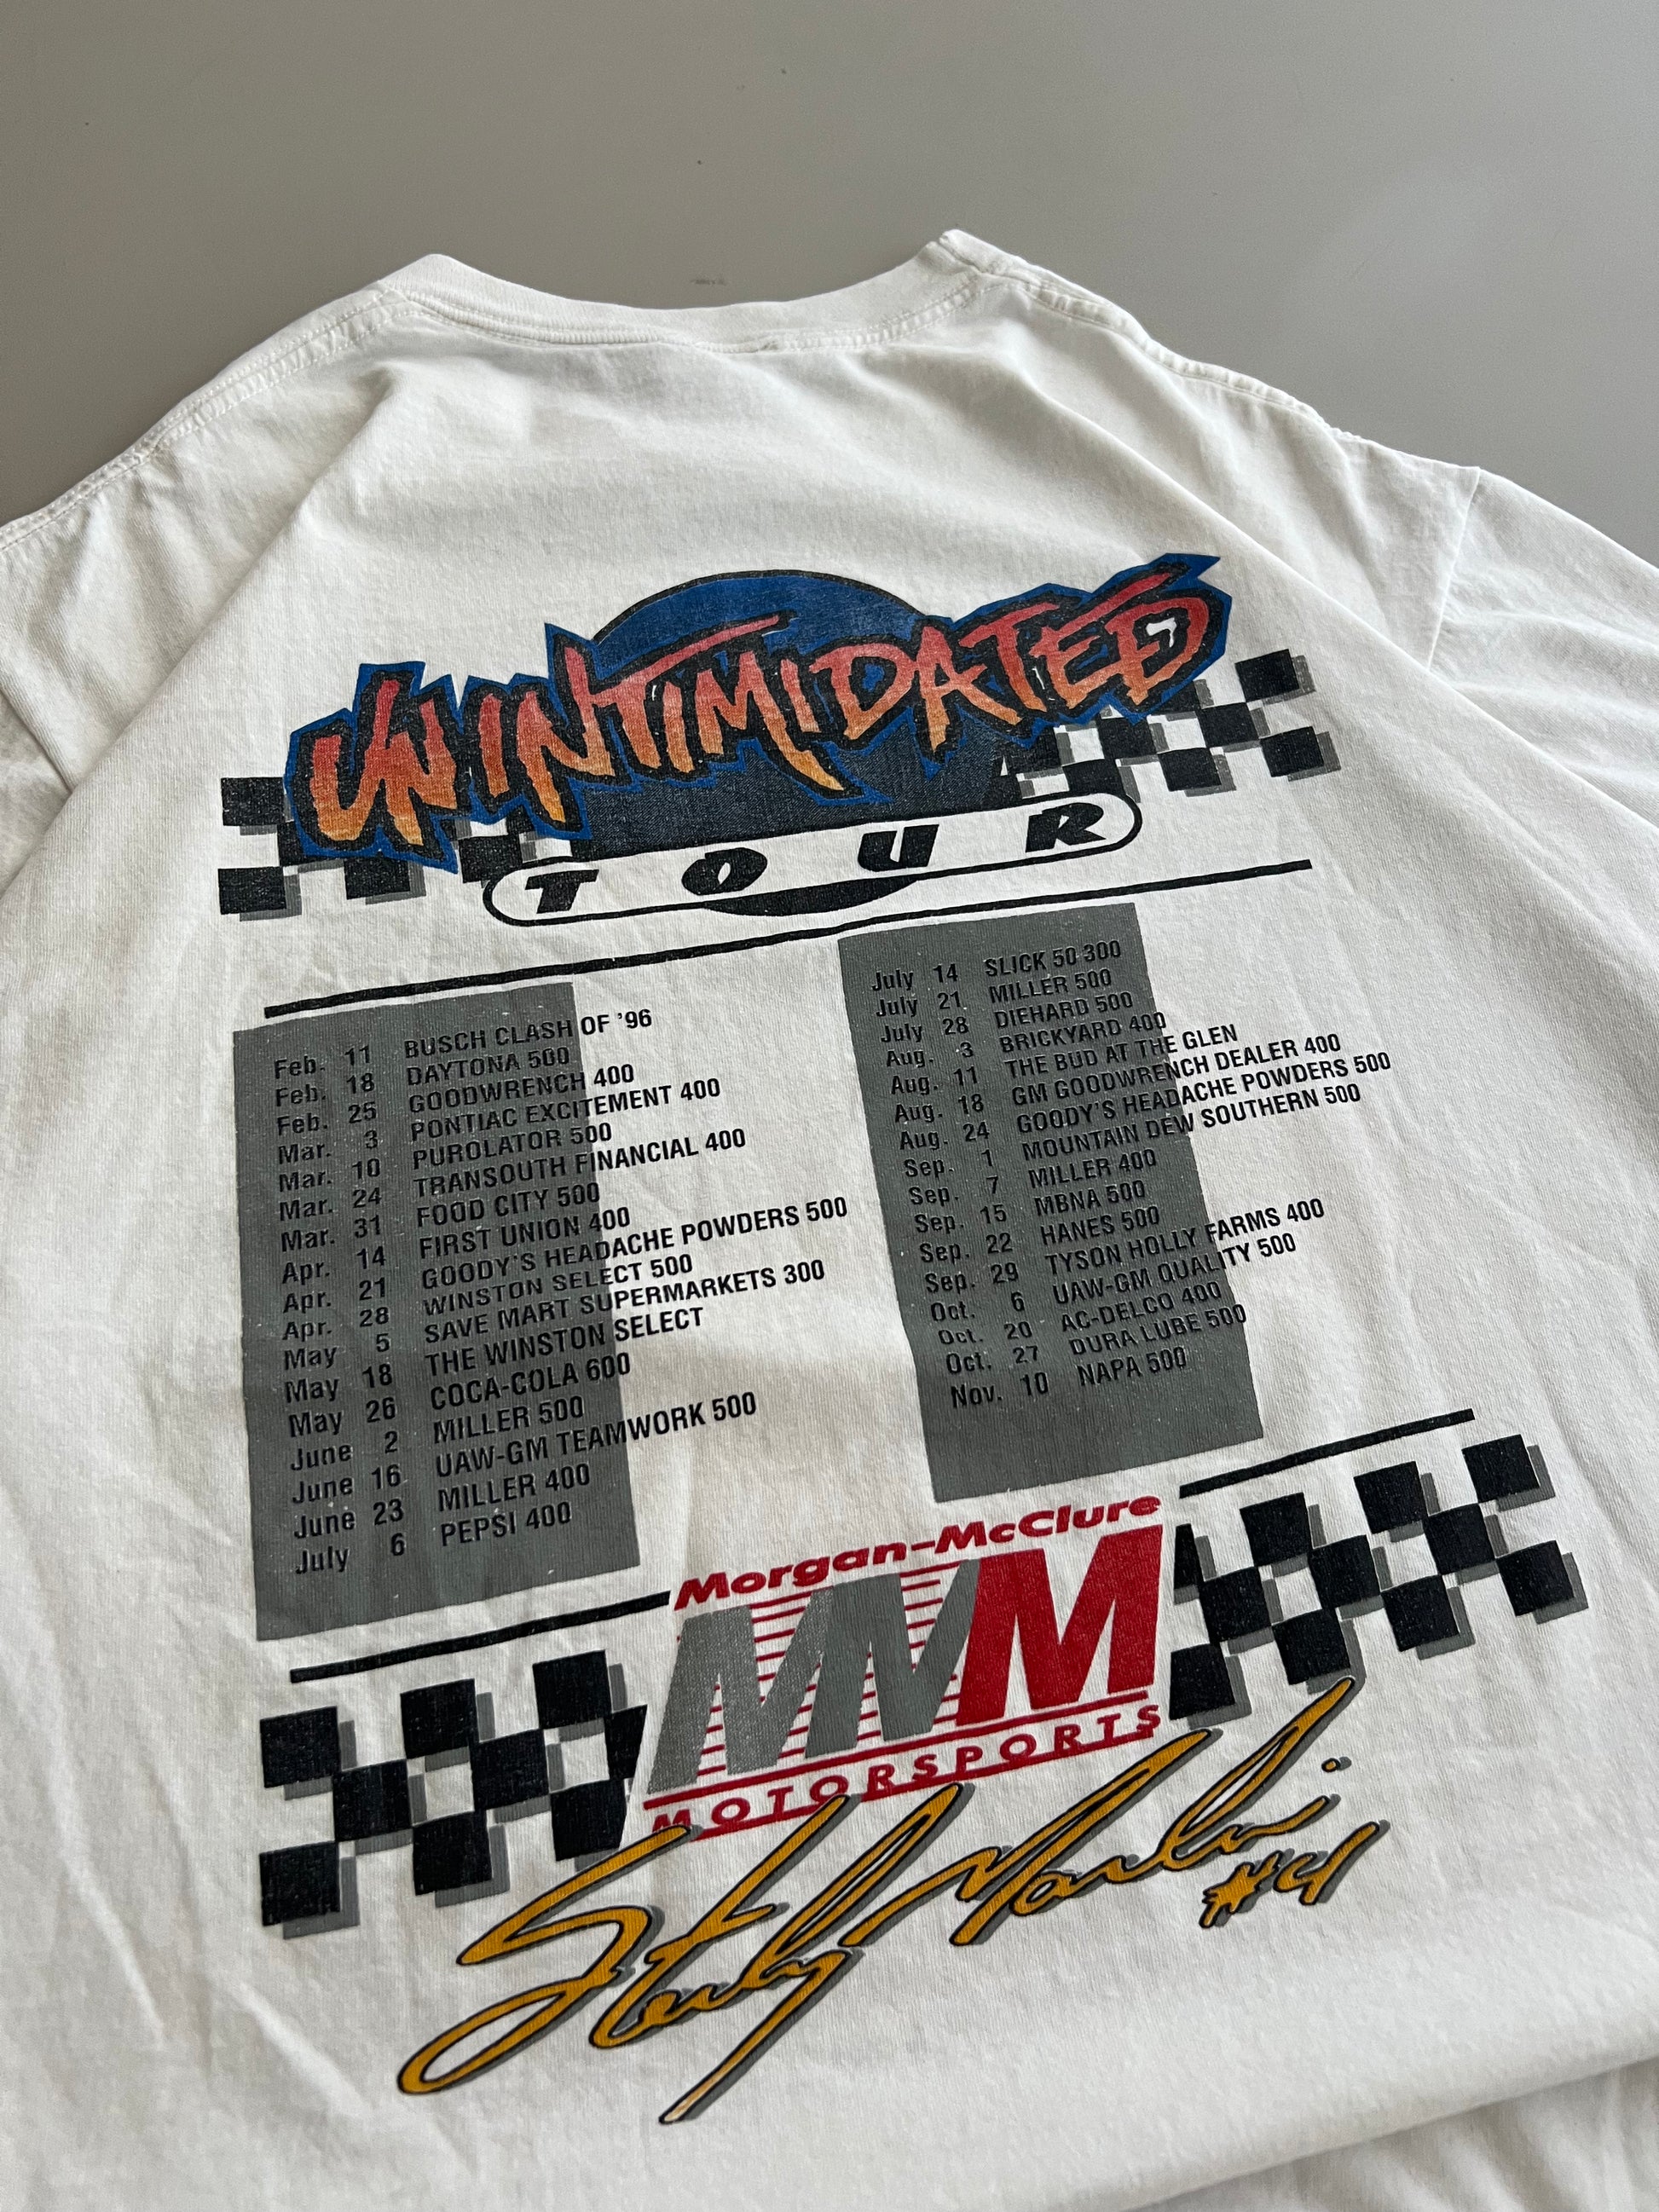 UNINTIMIDATED
TOUR
Feb. 11 BUSCH CLASH OF '96
Feb. 18 DAYTONA 500
Feb. 25 GOODWRENCH 400
Mar. 3 PONTIAC EXCITEMENT 400
Mar. 10 PUROLATOR 500
Mar. 24 TRANSOUTH FINANCIAL 400
Mar. 31 FOOD CITY 500
Apr. 14 FIRST UNION 400
Apr. 21 GOODY'S HEADACHE POWDERS 500
Apr. 28 WINSTON SELECT 500
May 5 SAVE MART SUPERMARKETS 300
May 18 THE WINSTON SELECT
May 26 COCA-COLA 600
June 2 MILLER 500
June 16 UAW-GM TEAMWORK 500
June 23 MILLER 400
July 6 PEPSI 400
July 14 SLICK 50 300
July 21 MILLER 500
July 28 DIEHARD 500
Aug. 3 BRICKYARD 400
Aug. 11 THE BUD AT THE GLEN
Aug. 18 GM GOODWRENCH DEALER 400
Aug. 24 GOODY'S HEADACHE POWDERS 500
Sep. 1 MOUNTAIN DEW SOUTHERN 500
Sep. 7 MILLER 400
Sep. 15 MBNA 500
Sep. 22 HANES 500
Sep. 29 TYSON HOLLY FARMS 400
Oct. 6 UAW-GM QUALITY 500
Oct. 20 AC-DELCO 400
Oct. 27 DURA LUBE 500
Nov. 10 NAPA 500
Morgan-McClure
MM
MOTORSPORTS
Sterling Marlin
#4